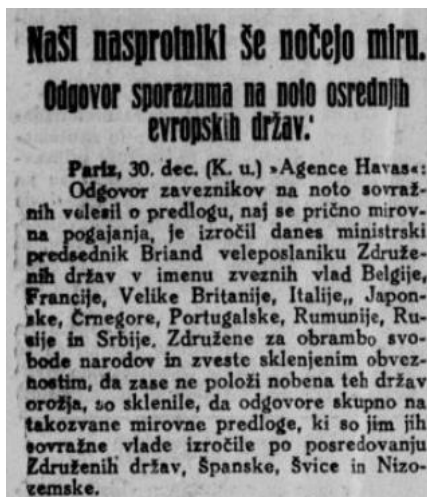 Naši nasprotniki še nočejo miru.
Odgovor sporazuma na noto osrednjih
evropskih držav.
Pariz, 30. dec. (K. u.) »Agence Havas«:
Odgovor zaveznikov na noto sovraž-
nih velesil o predlogu, naj se prično mirov-
na pogajanja, je izročil danes ministrski
predsednik Briand veleposlaniku Združe-
nih držav v imenu zveznih vlad Belgije,
Francije, Velike Britanije, Italije,, Japon-
ske, Črnegore, Portugalske, Rumunije, Ru-
sije in Srbije. Združene za obrambo svo-
bode narodov in zveste sklenjenim obvez-
nostim, da zase ne položi nobena teh držav
orožja, so sklenile, da odgovore skupno na
takozvane mirovne predloge, ki so jim jih
sovražne vlade izročile po posredovanju
Združenih držav, Španske, Švice in Nizo-
zemske.